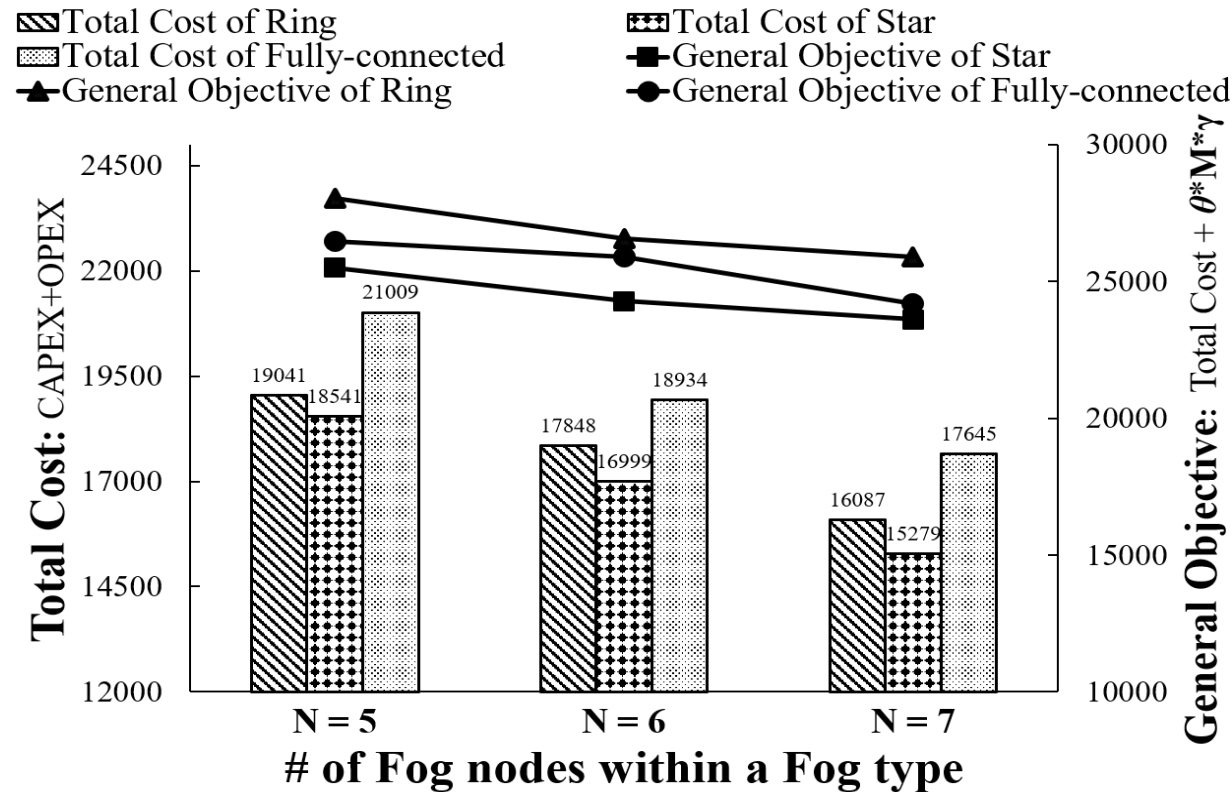 Total Cost of Ring
Total Cost of Star
Total Cost of Fully-connected
General Objective of Star
General Objective of Ring
General Objective of Fully-connected
Total Cost: CAPEX+OPEX
24500
22000
19500
17000
14500
12000
19041
18541
21009
17848
16999
18934
16087
15279
17645
30000
25000
20000
15000
10000
General Objective: Total Cost + θ*M*γ
N = 5
N = 6
N = 7
# of Fog nodes within a Fog type